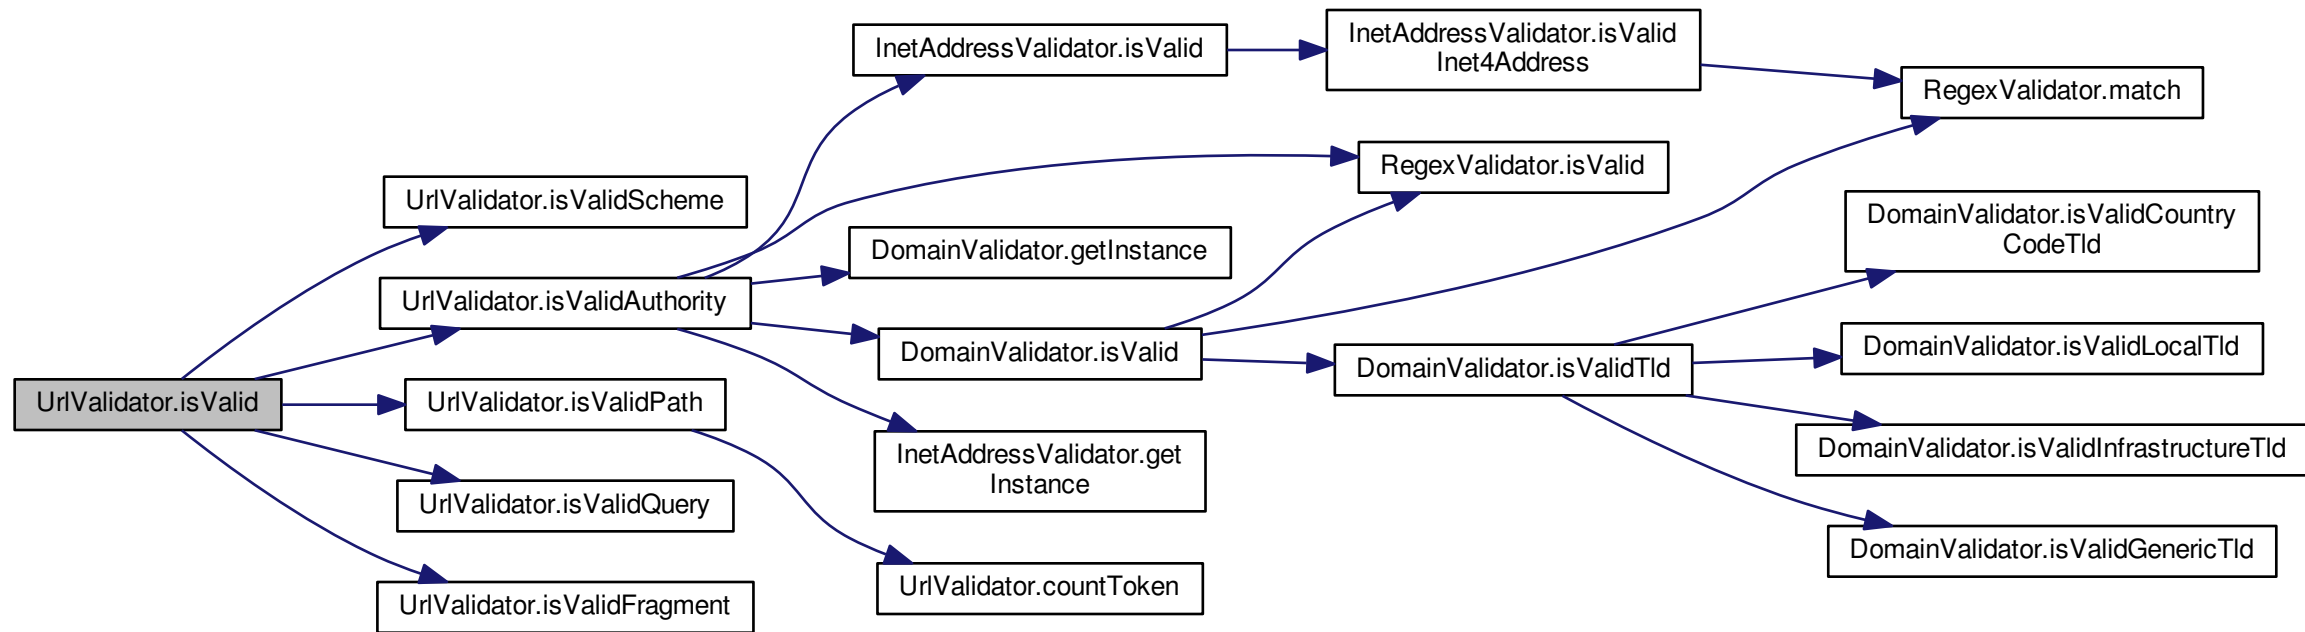 UrlValidator.isValid
UrlValidator.isValidScheme
UrlValidator.isValidAuthority
UrlValidator.isValidPath
UrlValidator.isValidQuery
UrlValidator.isValidFragment
InetAddressValidator.isValid
DomainValidator.getInstance
DomainValidator.isValid
InetAddressValidator.get
Instance
UrlValidator.countToken
InetAddressValidator.isValid
Inet4Address
RegexValidator.isValid
DomainValidator.isValidTld
RegexValidator.match
DomainValidator.isValidCountry
CodeTld
DomainValidator.isValidLocalTld
DomainValidator.isValidInfrastructureTld
DomainValidator.isValidGenericTld